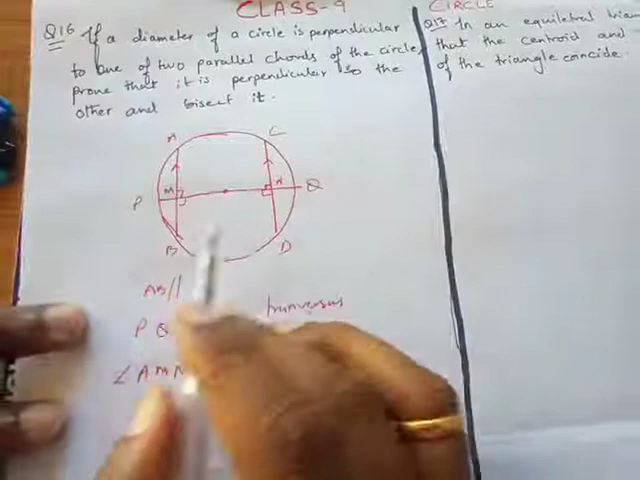 CLASS-9
Q16 If a diameter of a circle is perpendicular
to one of two parallel chords of the circle
prove that it is perpendicular to the
other and bisect it.
A C
P M N Q
B D
AB//
PQ transversal
∠AMN
CIRCLE
Q17 In an equilateral
that the centroid and
of the triangle concide.